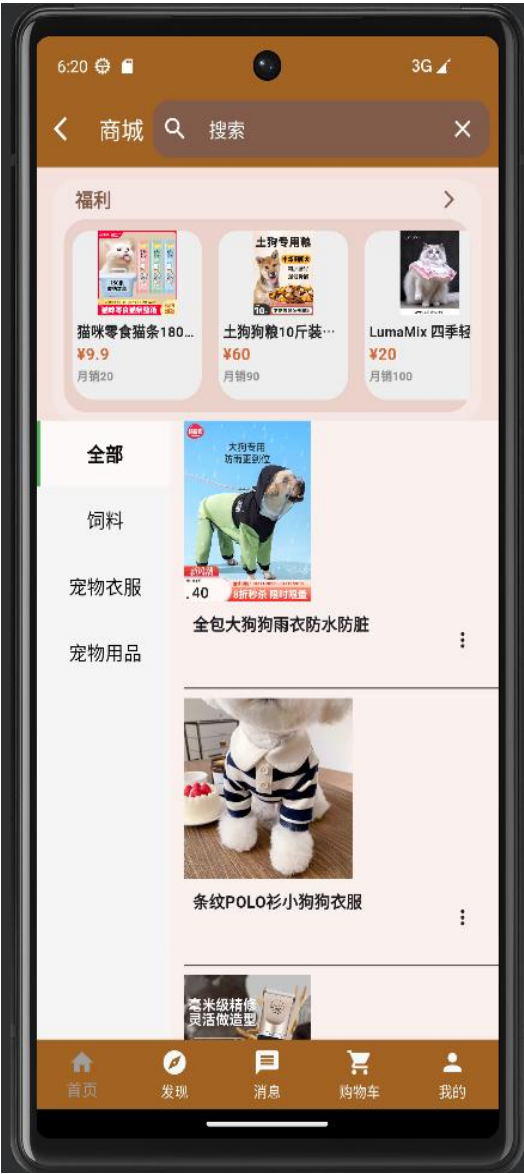 6:20
3G
商城
搜索
福利
土狗专用粮
10
猫咪零食猫条180...
土狗狗粮10斤装…
LumaMix 四季轻
¥9.9
¥60
¥20
月销20
月销90
月销100
全部
饲料
宠物衣服
宠物用品
大狗专用
防雨更到位
.40
8折秒杀 限时限量
全包大狗狗雨衣防水防脏
条纹POLO衫小狗狗衣服
毫米级精修
灵活做造型
首页
发现
消息
购物车
我的